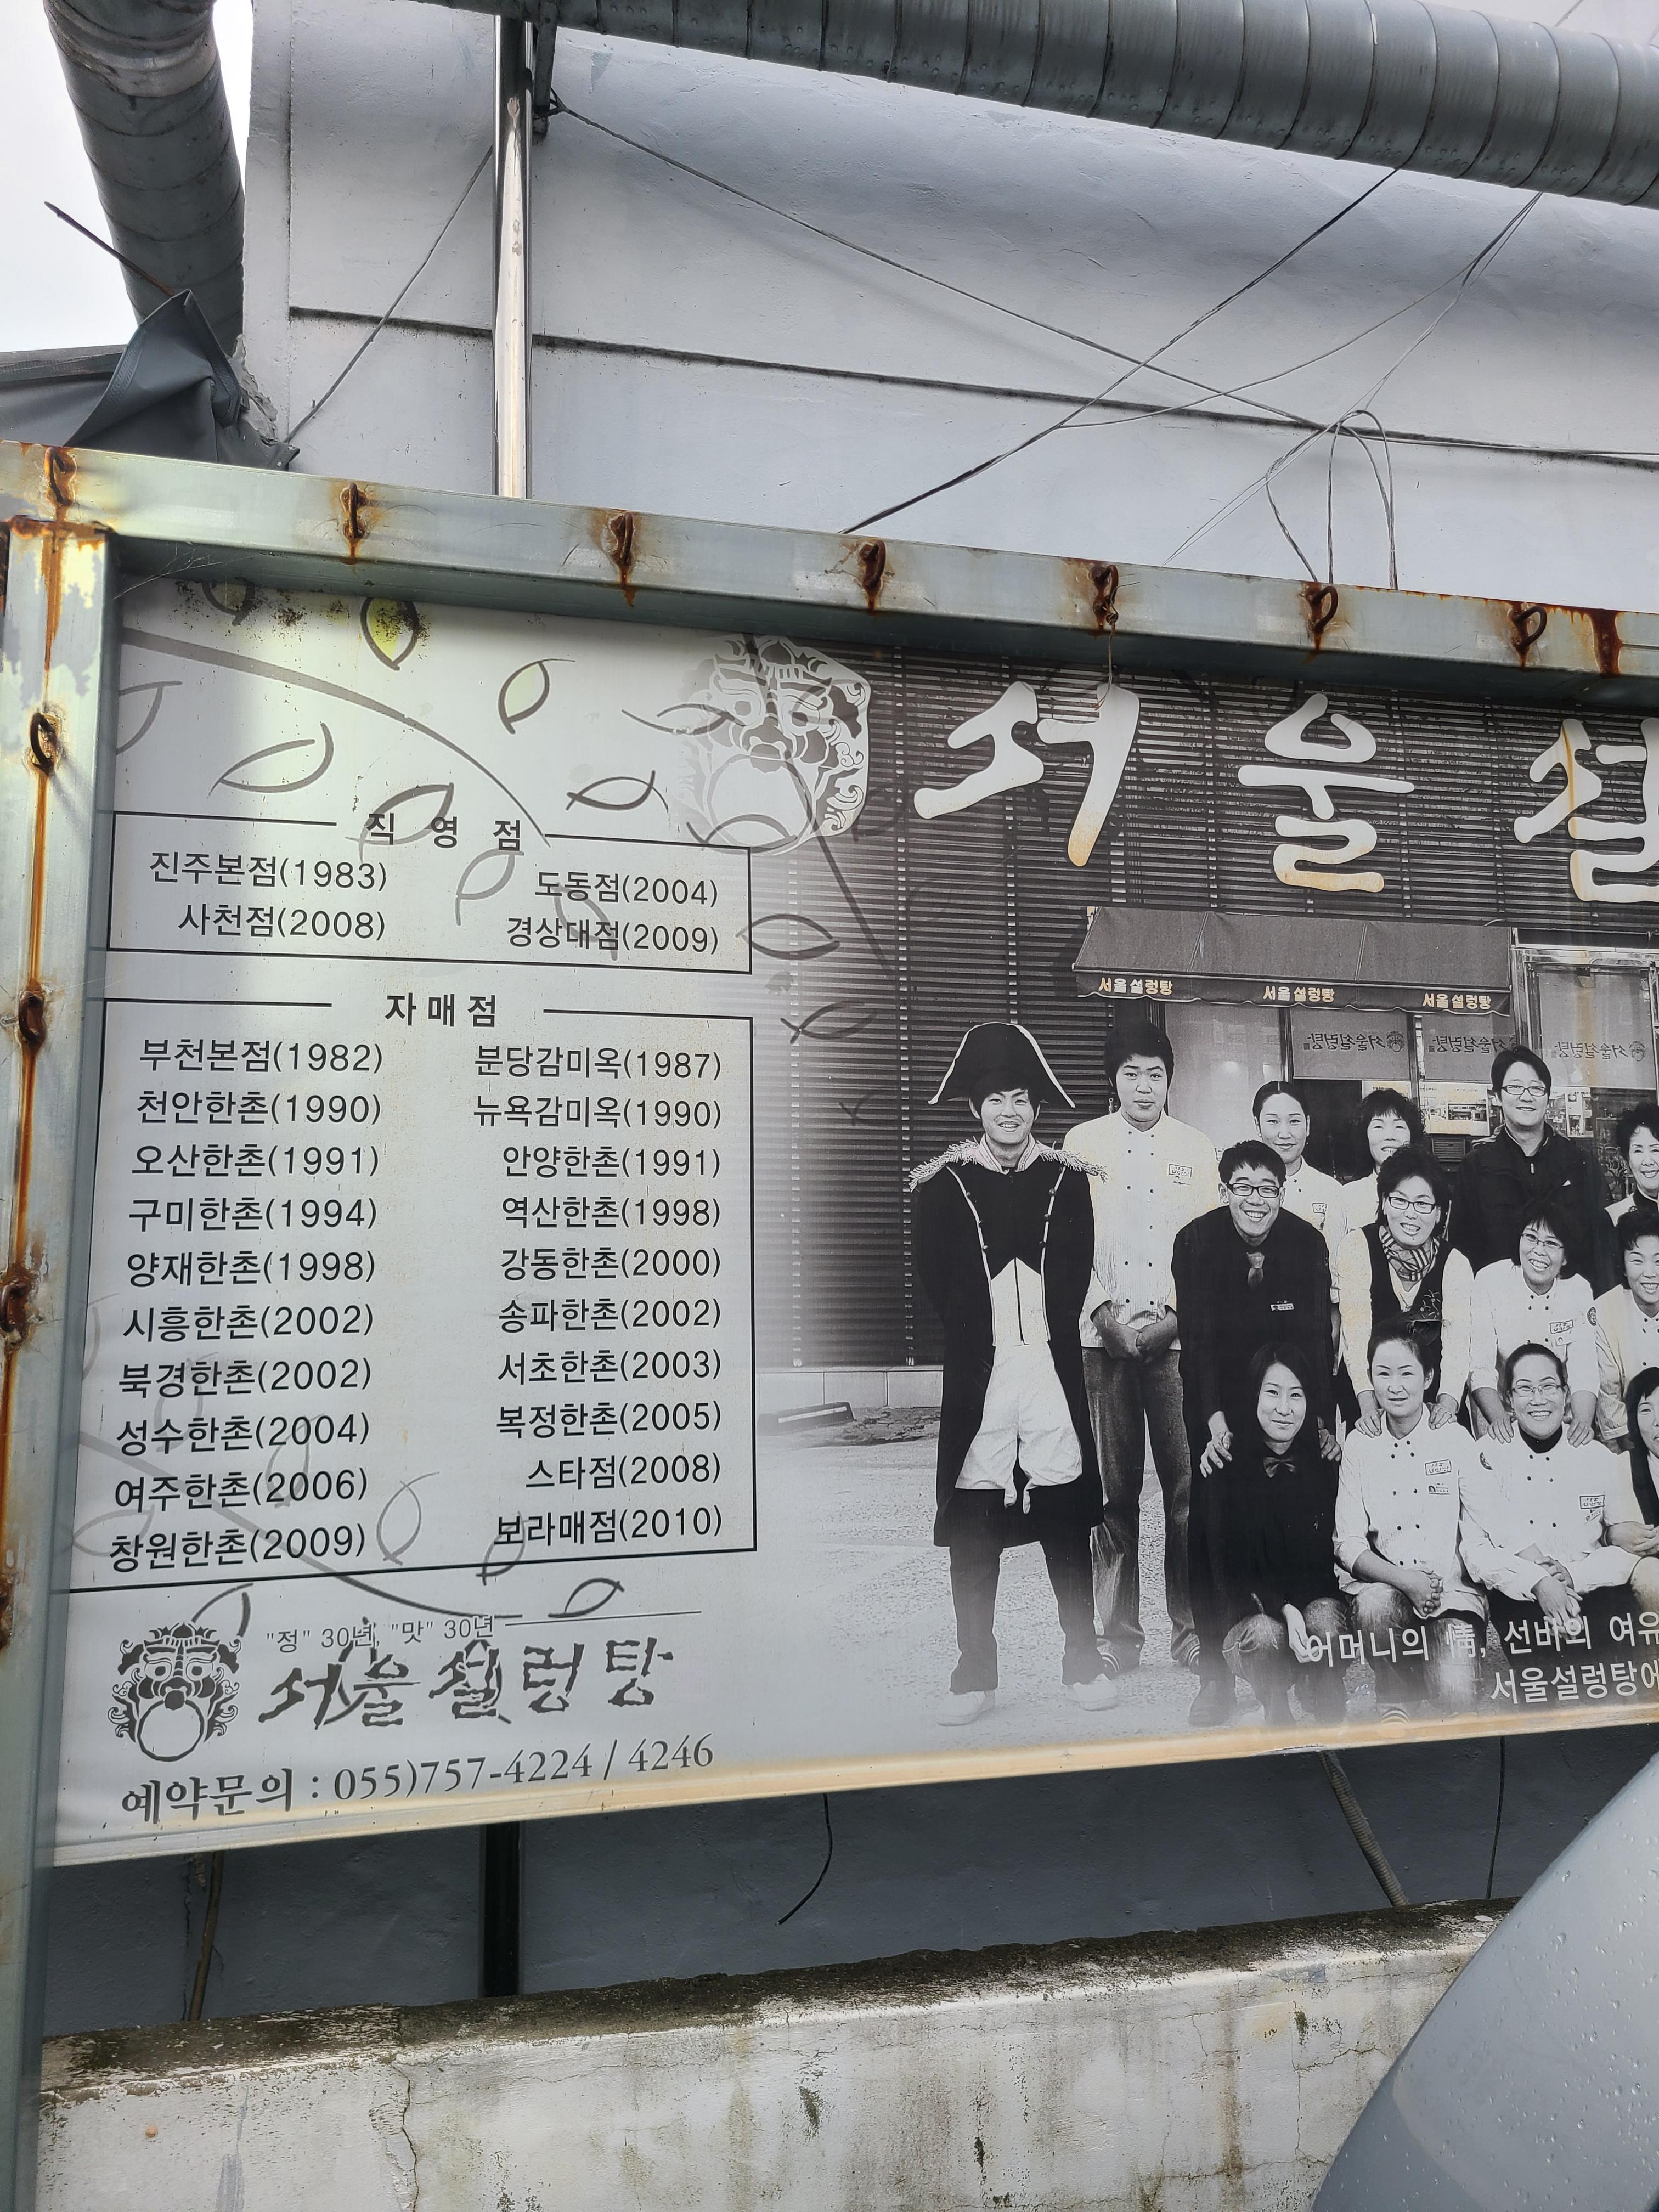 서울설
직 영 점
진주본점(1983) 도동점(2004)
사천점(2008) 경상대점(2009)
자매점
부천본점(1982) 분당감미옥(1987)
천안한촌(1990) 뉴욕감미옥(1990)
오산한촌(1991) 안양한촌(1991)
구미한촌(1994) 역산한촌(1998)
양재한촌(1998) 강동한촌(2000)
시흥한촌(2002) 송파한촌(2002)
북경한촌(2002) 서초한촌(2003)
성수한촌(2004) 복정한촌(2005)
여주한촌(2006) 스타점(2008)
창원한촌(2009) 보라매점(2010)
"정" 30년, "맛" 30년
서울설렁탕
예약문의 : 055)757-4224 / 4246
서울설렁탕 서울설렁탕 서울설렁탕
어머니의 情, 선비의 여유
서울설렁탕에